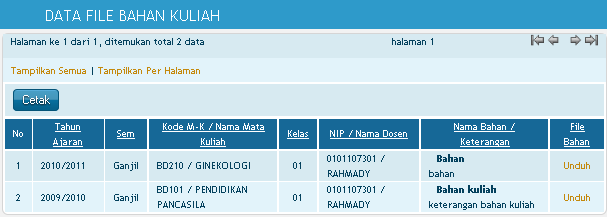 DATA FILE BAHAN KULIAH
Halaman ke 1 dari 1, ditemukan total 2 data halaman 1
Tampilkan Semua | Tampilkan Per Halaman
Cetak
No Tahun Ajaran Sem Kode M-K / Nama Mata Kuliah Kelas NIP / Nama Dosen Nama Bahan / Keterangan File Bahan
1 2010/2011 Ganjil BD210 / GINEKOLOGI 01 0101107301 / RAHMADY Bahan bahan Unduh
2 2009/2010 Ganjil BD101 / PENDIDIKAN PANCASILA 01 0101107301 / RAHMADY Bahan kuliah keterangan bahan kuliah Unduh